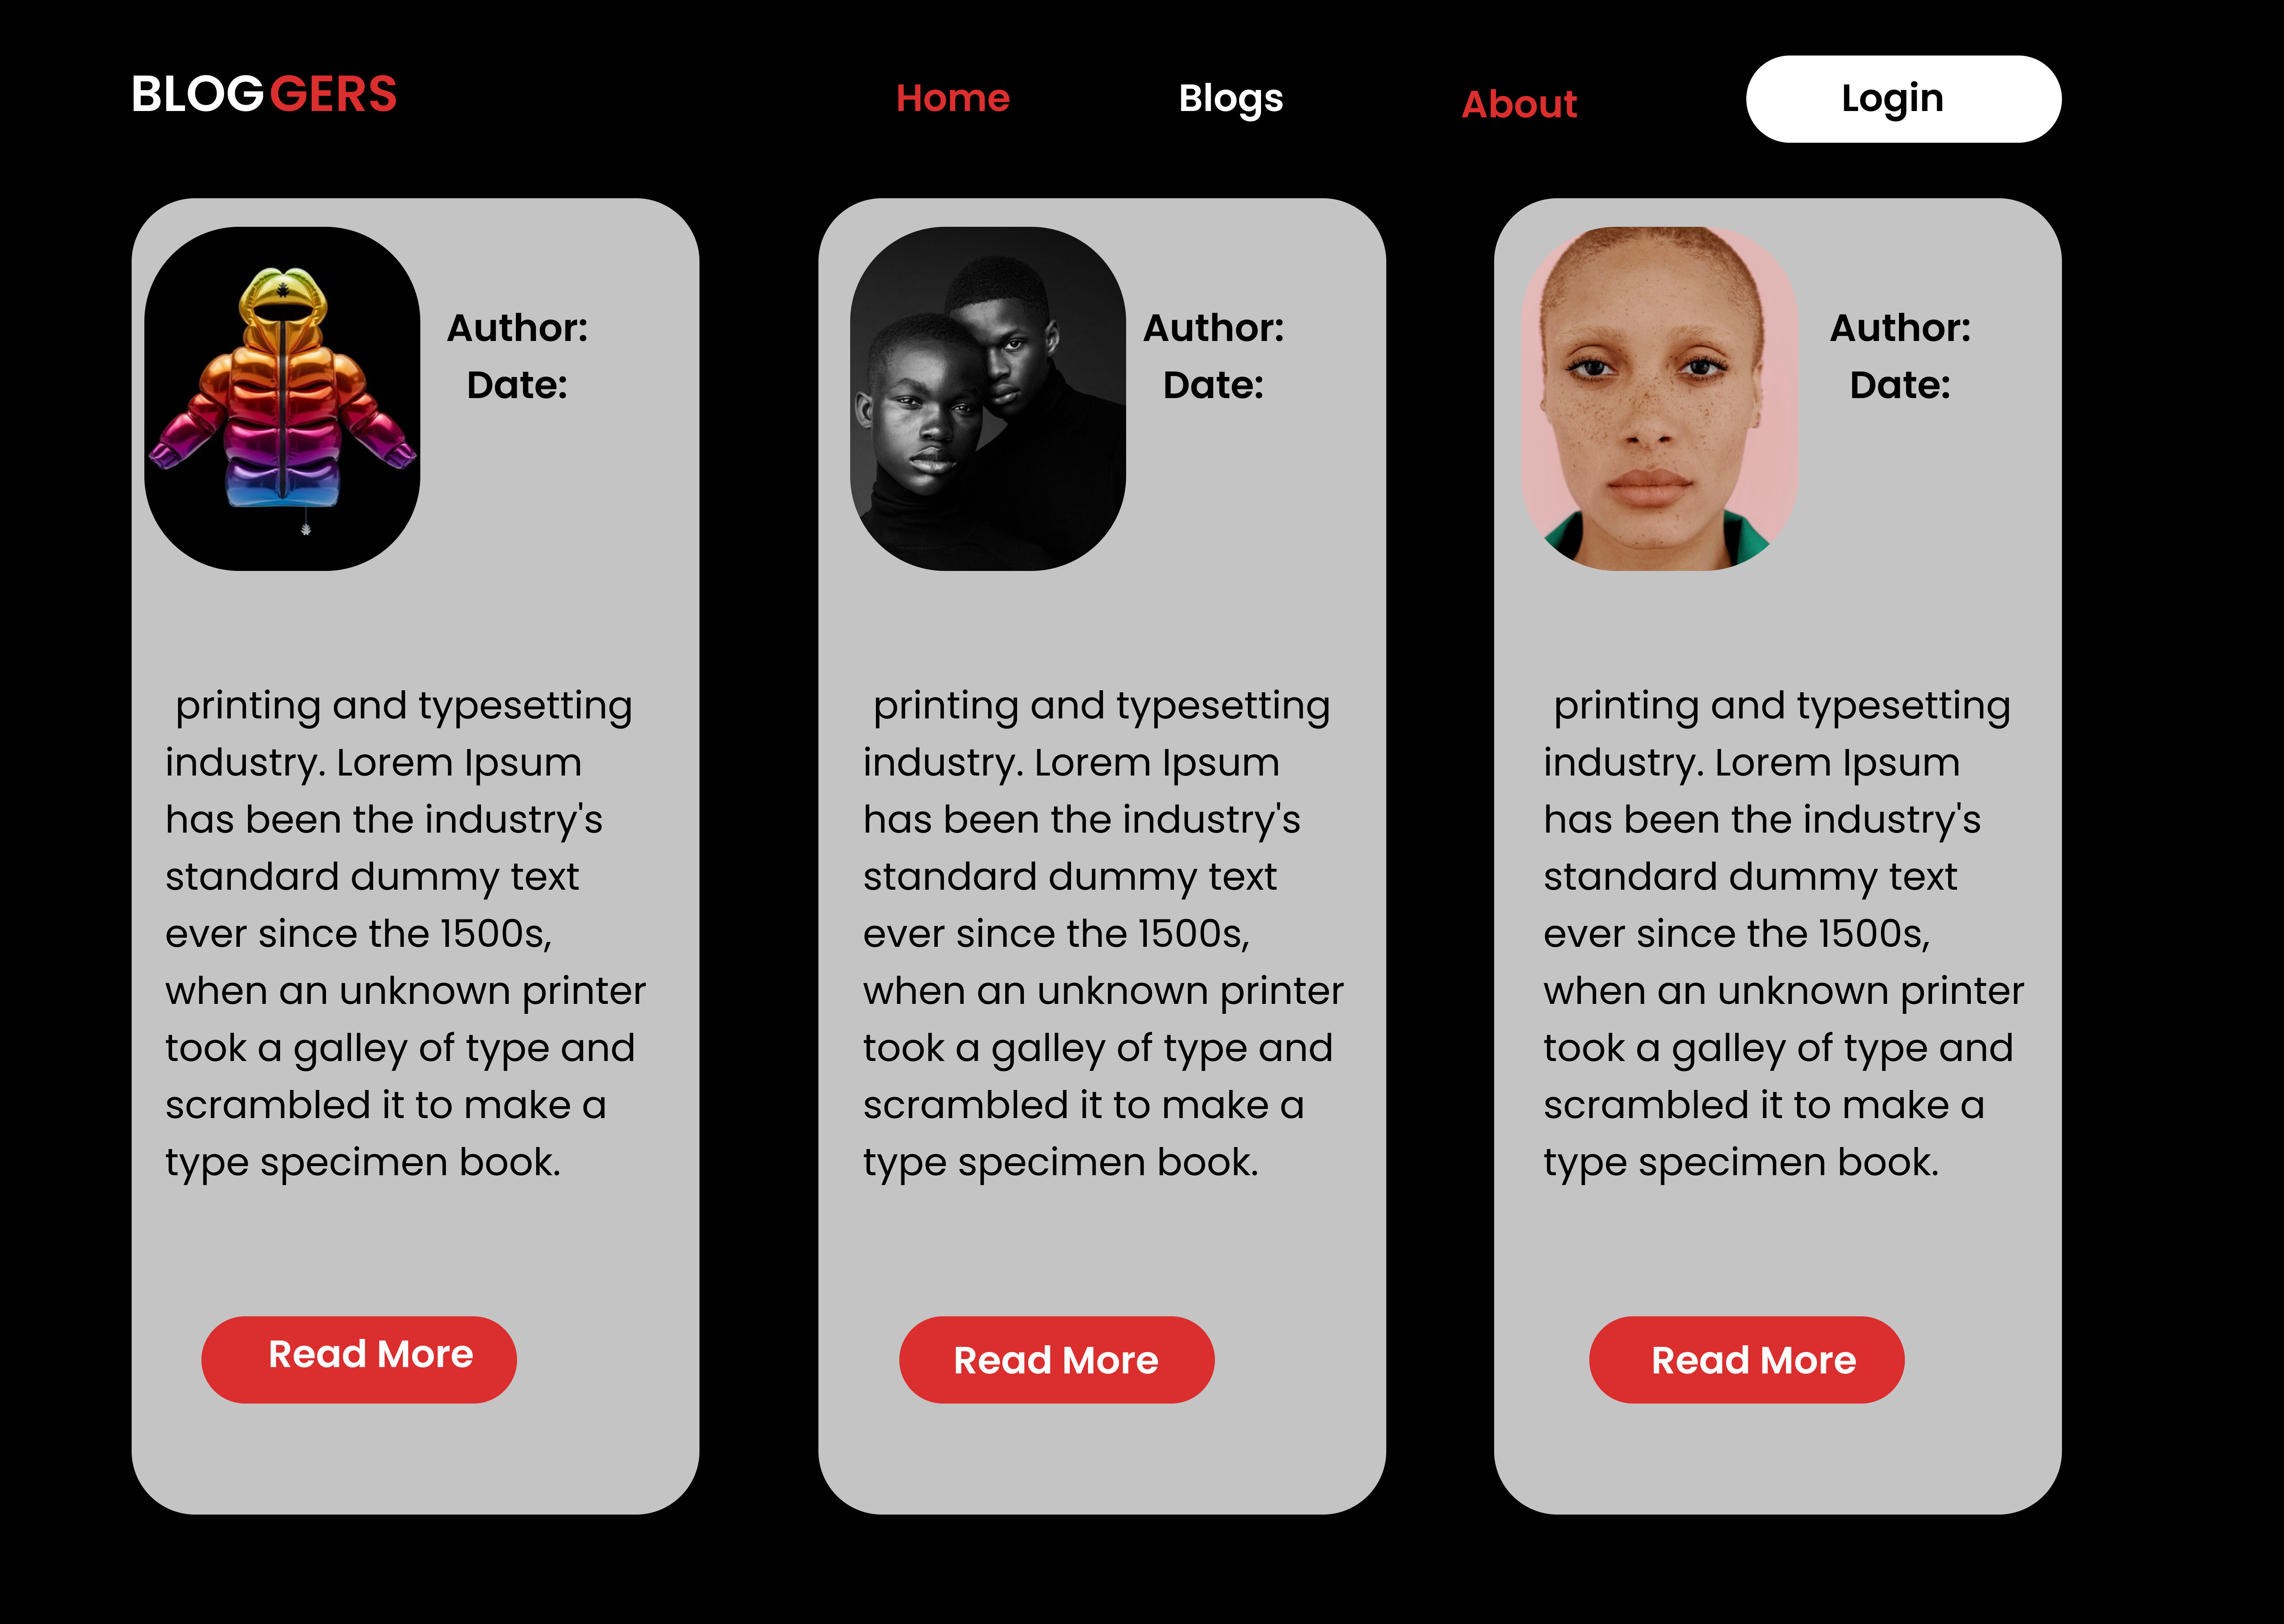 BLOGGERS
Home
Blogs
About
Login
Author:
Date:
printing and typesetting
industry. Lorem Ipsum
has been the industry's
standard dummy text
ever since the 1500s,
when an unknown printer
took a galley of type and
scrambled it to make a
type specimen book.
Read More
Author:
Date:
printing and typesetting
industry. Lorem Ipsum
has been the industry's
standard dummy text
ever since the 1500s,
when an unknown printer
took a galley of type and
scrambled it to make a
type specimen book.
Read More
Author:
Date:
printing and typesetting
industry. Lorem Ipsum
has been the industry's
standard dummy text
ever since the 1500s,
when an unknown printer
took a galley of type and
scrambled it to make a
type specimen book.
Read More